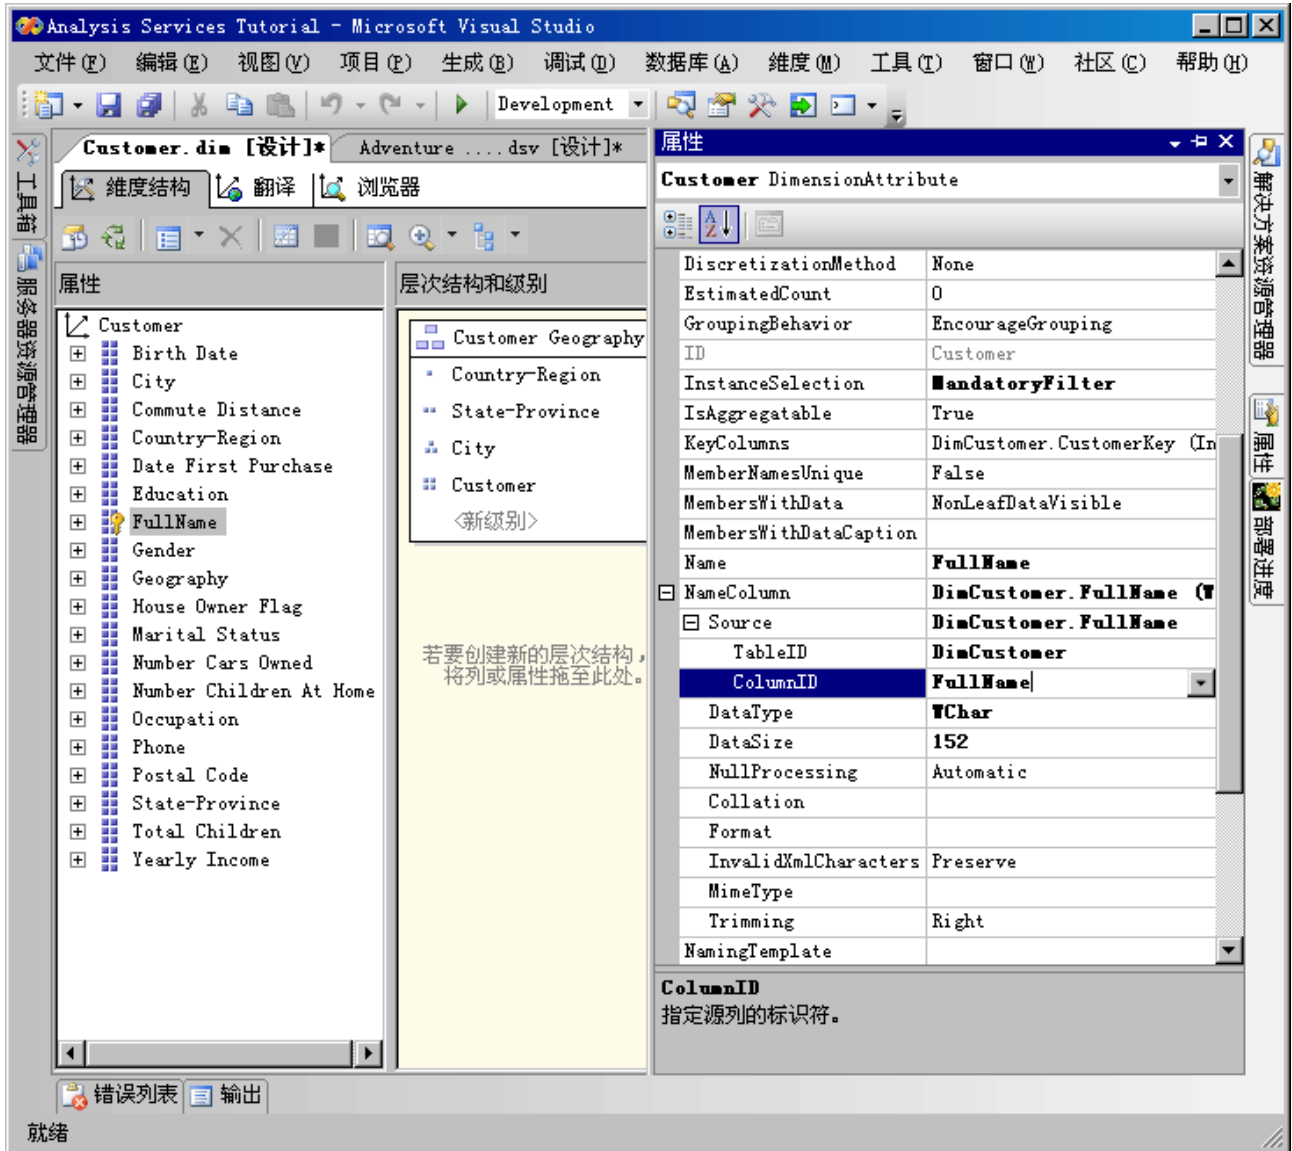 Analysis Services Tutorial - Microsoft Visual Studio
文件(F) 编辑(E) 视图(V) 项目(P) 生成(B) 调试(D) 数据库(A) 维度(M) 工具(T) 窗口(W) 社区(C) 帮助(H)
Development
工具箱
服务器资源管理器
Customer.dim [设计]* Adventure ....dsv [设计]*
维度结构 翻译 浏览器
属性
Customer
Birth Date
City
Commute Distance
Country-Region
Date First Purchase
Education
FullName
Gender
Geography
House Owner Flag
Marital Status
Number Cars Owned
Number Children At Home
Occupation
Phone
Postal Code
State-Province
Total Children
Yearly Income
层次结构和级别
Customer Geography
Country-Region
State-Province
City
Customer
<新级别>
若要创建新的层次结构，
将列或属性拖至此处。
属性
Customer DimensionAttribute
DiscretizationMethod None
EstimatedCount 0
GroupingBehavior EncourageGrouping
ID Customer
InstanceSelection MandatoryFilter
IsAggregatable True
KeyColumns DimCustomer.CustomerKey (In
MemberNamesUnique False
MembersWithData NonLeafDataVisible
MembersWithDataCaption
Name FullName
NameColumn DimCustomer.FullName (W
Source DimCustomer.FullName
TableID DimCustomer
ColumnID FullName
DataType WChar
DataSize 152
NullProcessing Automatic
Collation
Format
InvalidXmlCharacters Preserve
MimeType
Trimming Right
NamingTemplate
ColumnID
指定源列的标识符。
解决方案资源管理器
属性
部署进度
错误列表 输出
就绪